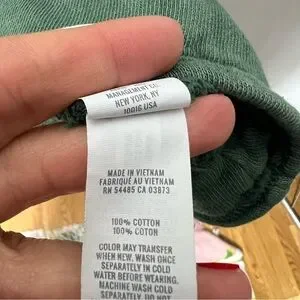 MANAGEMENT CO.
NEW YORK, NY
10016 USA
MADE IN VIETNAM
FABRIQUÉ AU VIETNAM
RN 54485 CA 03873
100% COTTON
100% COTON
COLOR MAY TRANSFER
WHEN NEW. WASH ONCE
SEPARATELY IN COLD
WATER BEFORE WEARING.
MACHINE WASH COLD